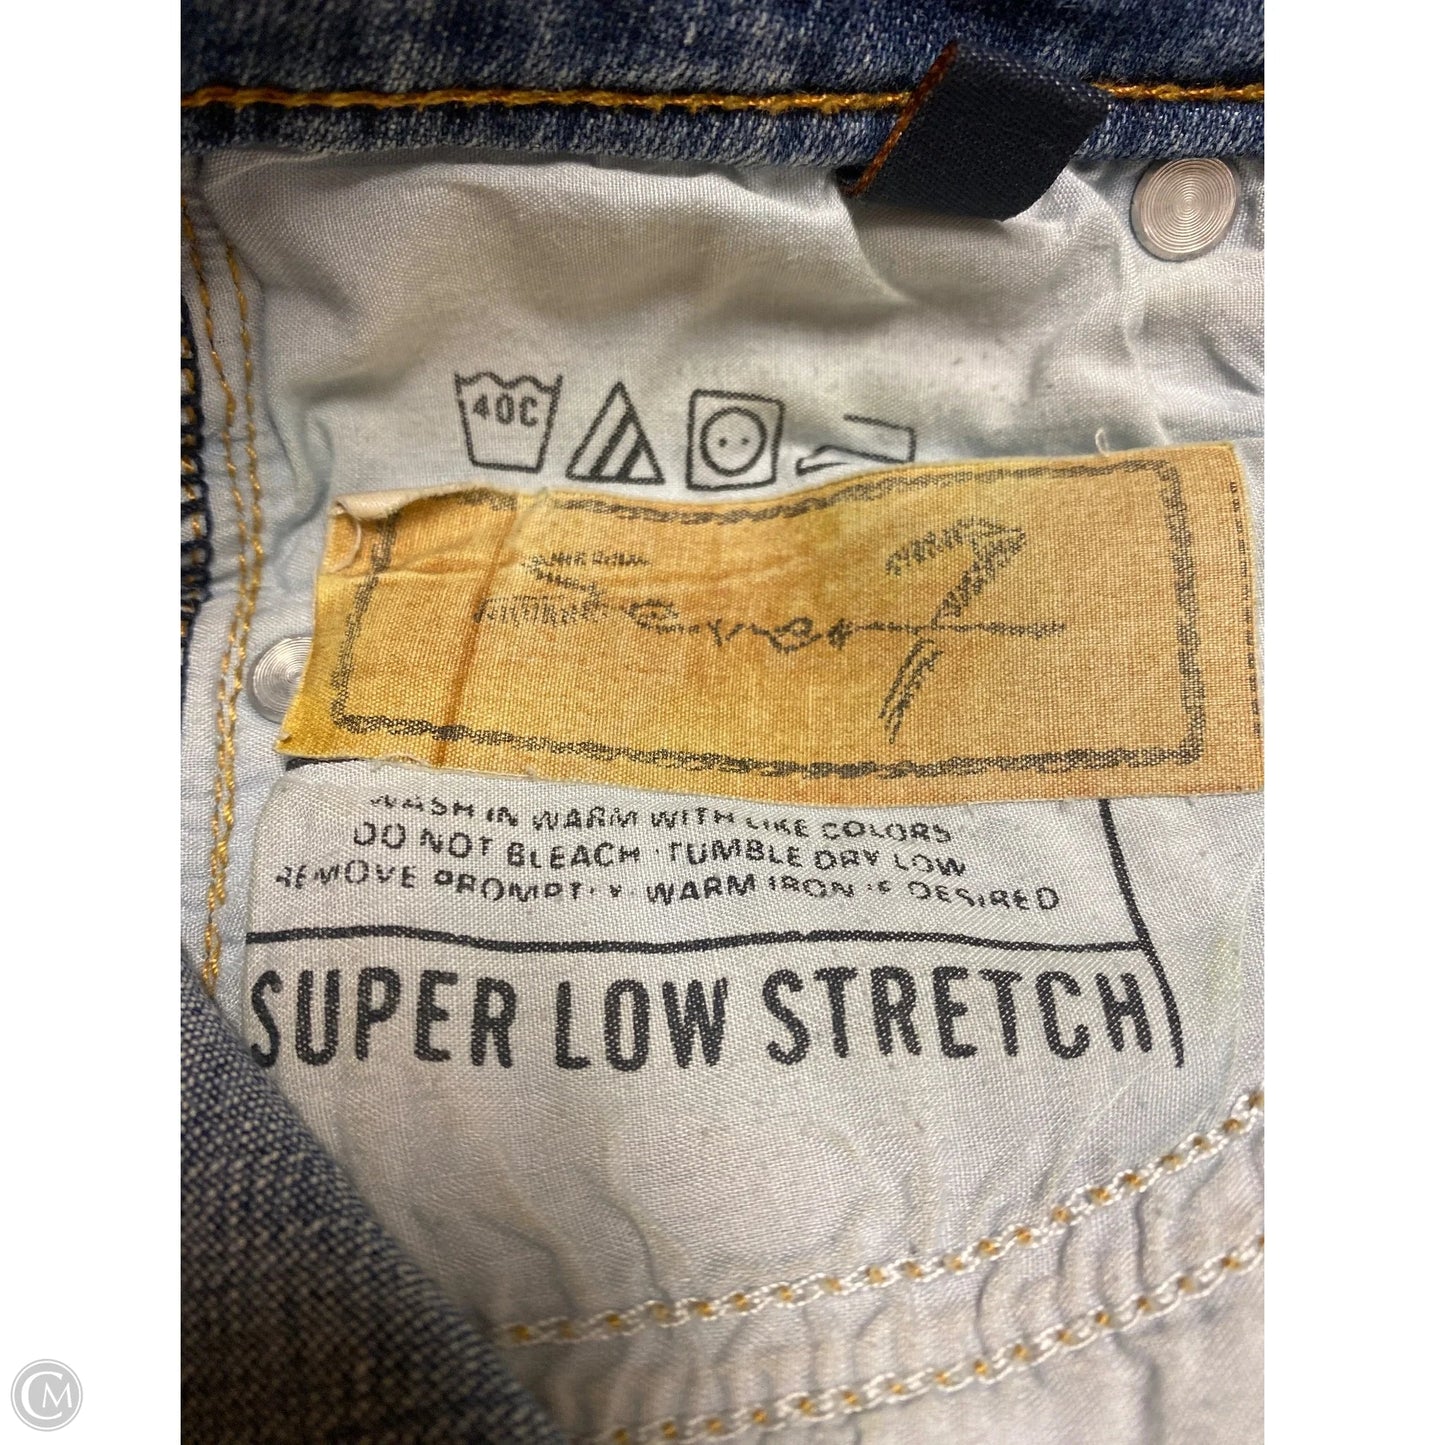 40C
WASH IN WARM WITH LIKE COLORS
DO NOT BLEACH · TUMBLE DRY LOW
REMOVE PROMPTLY · WARM IRON IF DESIRED
SUPER LOW STRETCH
CM